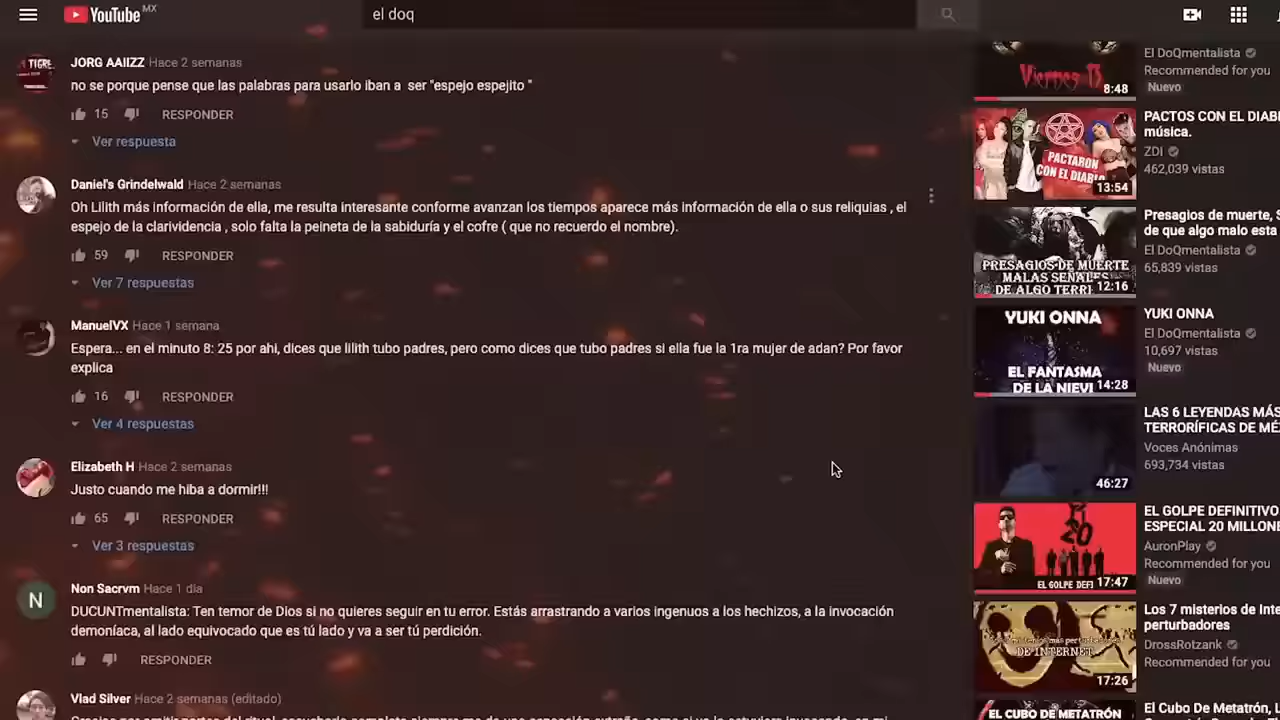 YouTube MX
el doq
JORG AAIIZZ Hace 2 semanas
no se porque pense que las palabras para usarlo iban a ser "espejo espejito "
15 RESPONDER
Ver respuesta
Daniel's Grindelwald Hace 2 semanas
Oh Lilith más información de ella, me resulta interesante conforme avanzan los tiempos aparece más información de ella o sus reliquias , el
espejo de la clarividencia , solo falta la peineta de la sabiduría y el cofre ( que no recuerdo el nombre).
59 RESPONDER
Ver 7 respuestas
ManuelVX Hace 1 semana
Espera... en el minuto 8: 25 por ahi, dices que lilith tubo padres, pero como dices que tubo padres si ella fue la 1ra mujer de adan? Por favor
explica
16 RESPONDER
Ver 4 respuestas
Elizabeth H Hace 2 semanas
Justo cuando me hiba a dormir!!!
65 RESPONDER
Ver 3 respuestas
N
Non Sacrvm Hace 1 día
DUCUNTmentalista: Ten temor de Dios si no quieres seguir en tu error. Estás arrastrando a varios ingenuos a los hechizos, a la invocación
demoníaca, al lado equivocado que es tú lado y va a ser tú perdición.
RESPONDER
Vlad Silver Hace 2 semanas (editado)
TIGRE
Viernes 13
8:48
El DoQmentalista
Recommended for you
Nuevo
PACTARON
CON EL DIABLO
13:54
PACTOS CON EL DIABL
música.
ZDI
462,039 vistas
PRESAGIOS DE MUERTE
MALAS SEÑALES
DE ALGO TERRI
12:16
Presagios de muerte, S
de que algo malo esta
El DoQmentalista
65,839 vistas
YUKI ONNA
EL FANTASMA
DE LA NIEVE
14:28
YUKI ONNA
El DoQmentalista
10,697 vistas
Nuevo
46:27
LAS 6 LEYENDAS MÁS
TERRORÍFICAS DE MÉ
Voces Anónimas
693,734 vistas
20
EL GOLPE DEFI
17:47
EL GOLPE DEFINITIVO
ESPECIAL 20 MILLONE
AuronPlay
Recommended for you
Nuevo
DE INTERNET
17:26
Los 7 misterios de Inte
perturbadores
DrossRotzank
Recommended for you
EL CUBO DE METATRÓN
El Cubo De Metatrón, L